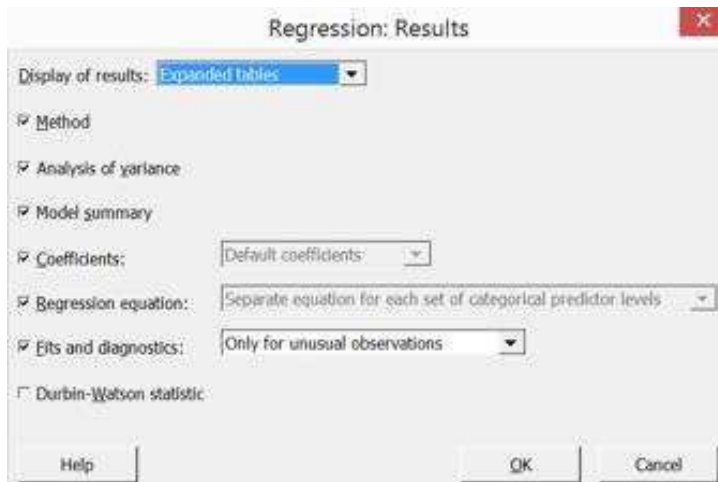 Regression: Results
Display of results: Expanded tables
Method
Analysis of variance
Model summary
Coefficients: Default coefficients
Regression equation: Separate equation for each set of categorical predictor levels
Fits and diagnostics: Only for unusual observations
Durbin-Watson statistic
Help OK Cancel